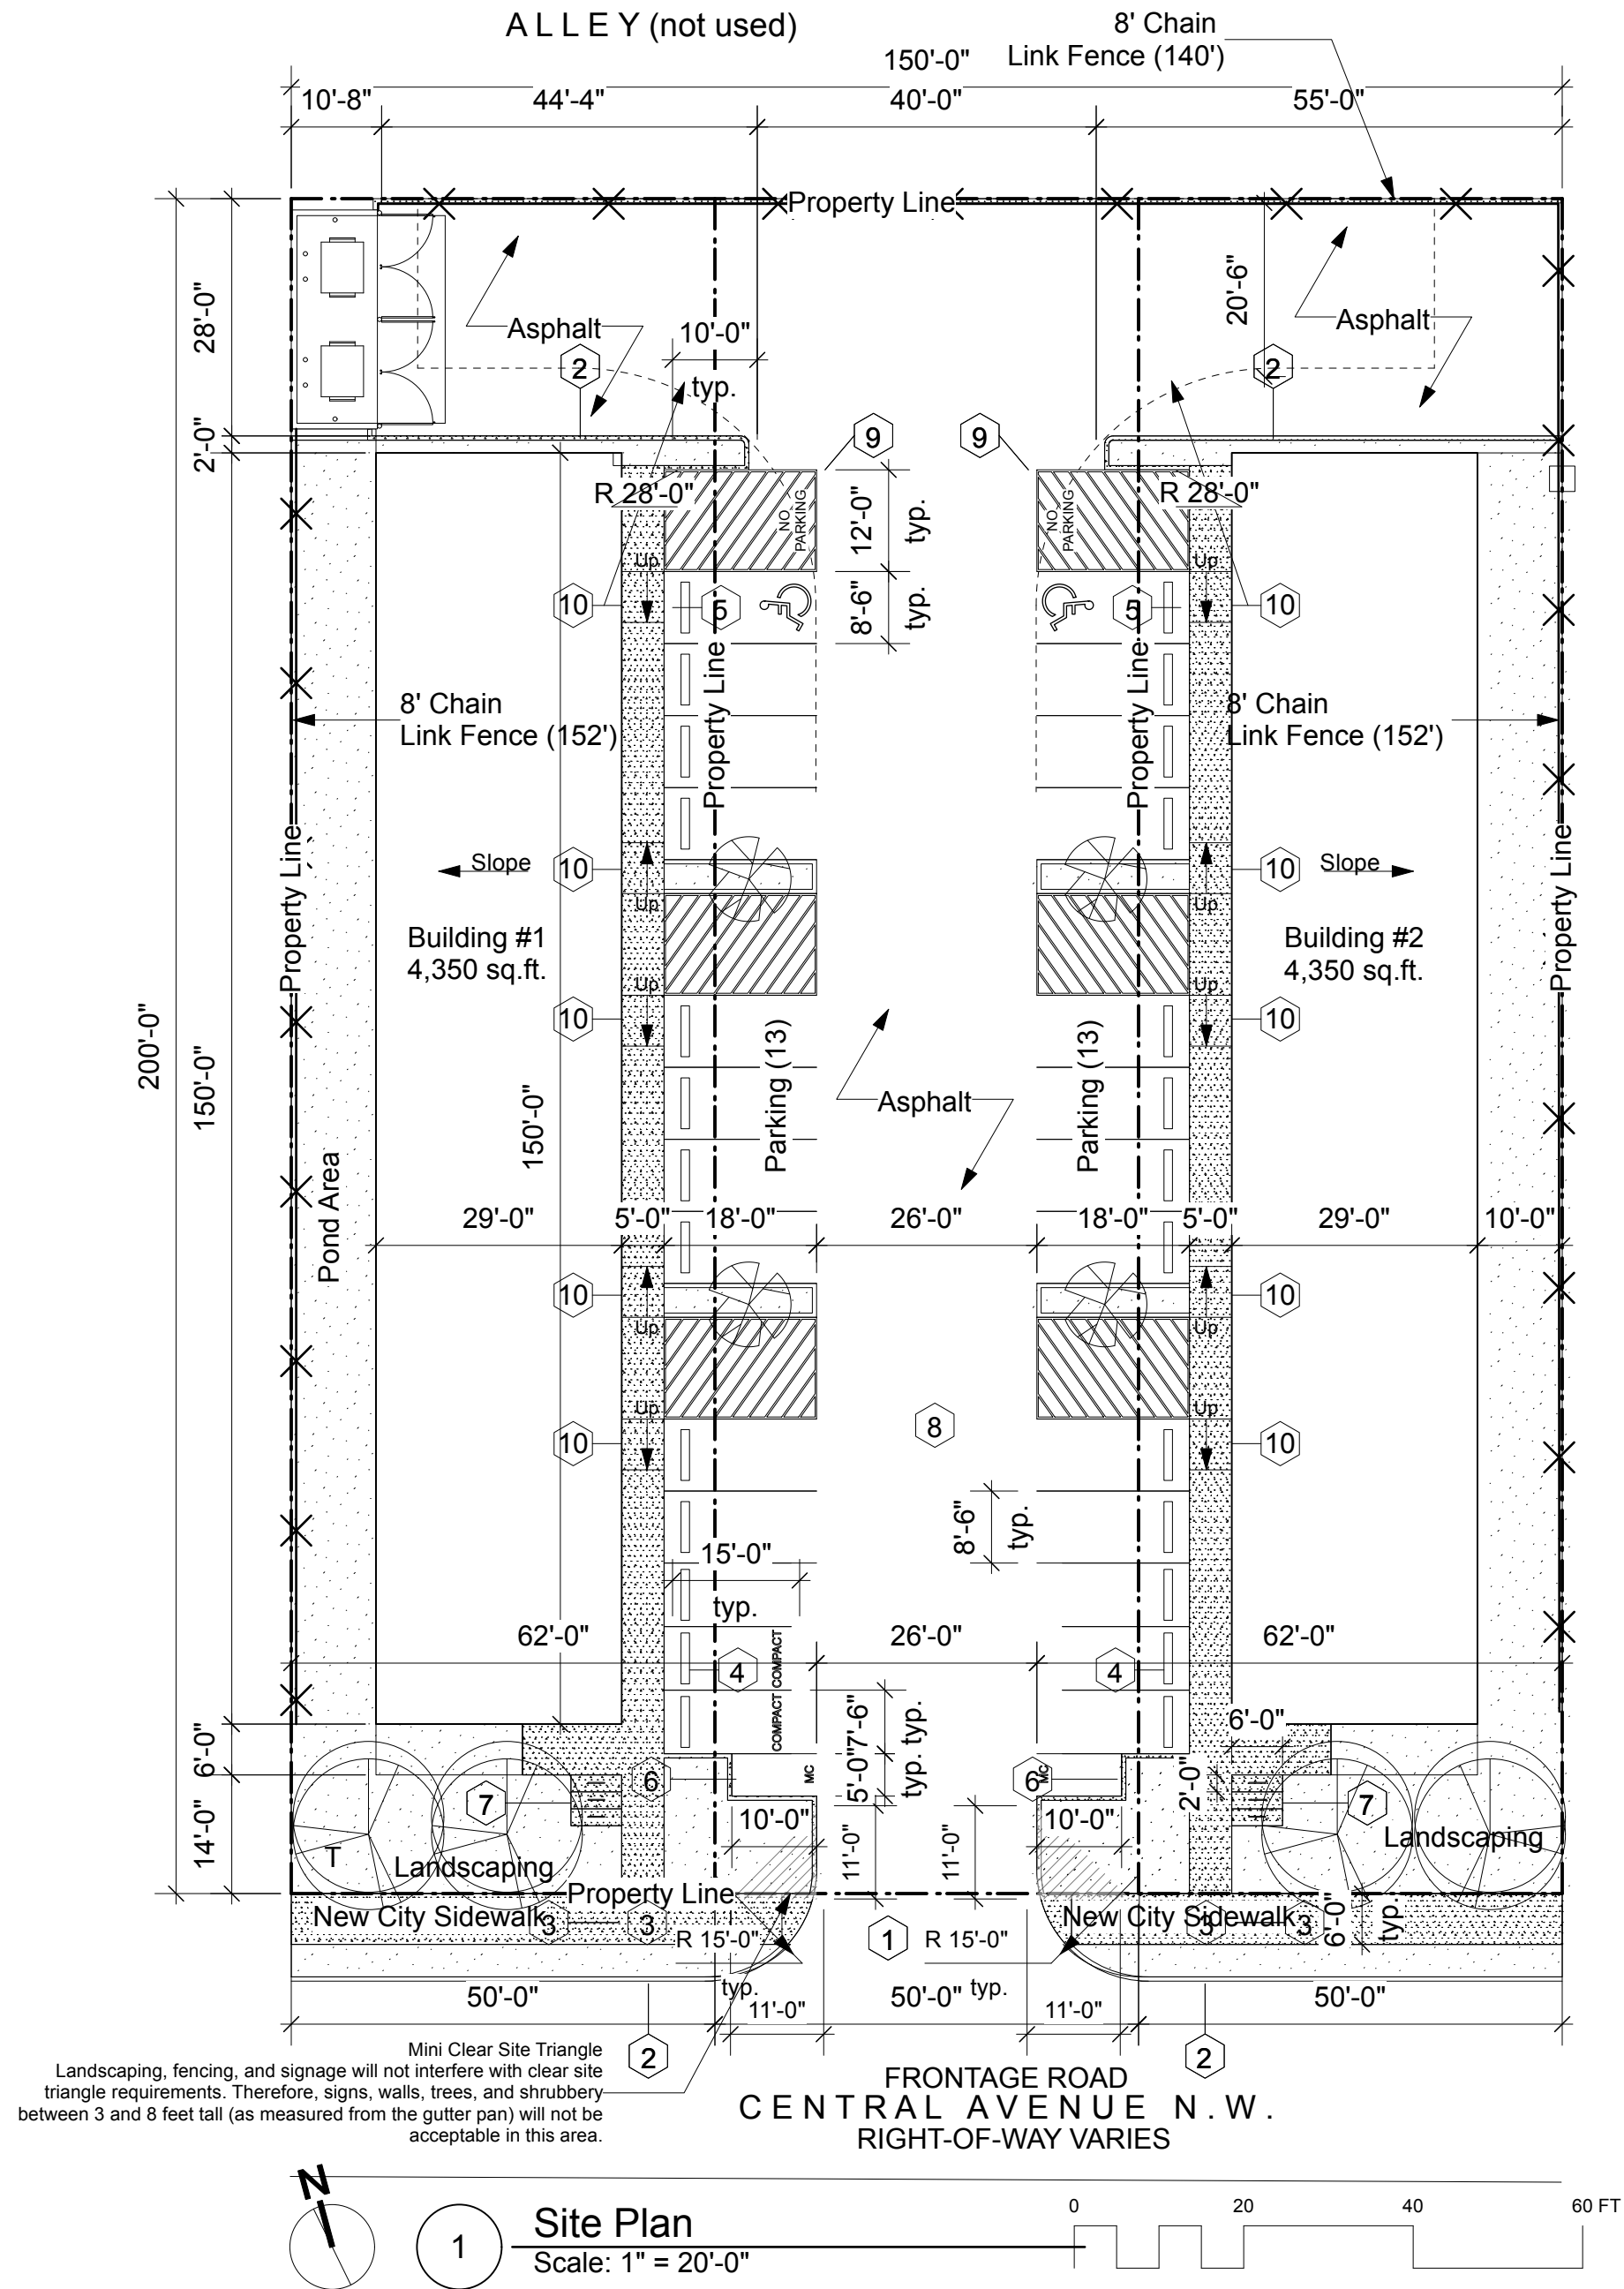 A L L E Y (not used)
8' Chain
Link Fence (140')
150'-0"
10'-8"
44'-4"
40'-0"
55'-0"
Property Line
28'-0"
20'-6"
Asphalt
Asphalt
10'-0"
typ.
2
2
2'-0"
9
9
R 28'-0"
R 28'-0"
NO
PARKING
NO
PARKING
12'-0"
typ.
Up
Up
10
5
8'-6"
typ.
5
10
Property Line
Property Line
8' Chain
Link Fence (152')
8' Chain
Link Fence (152')
Property Line
Property Line
Slope
10
10
Slope
Up
Up
Building #1
4,350 sq.ft.
Building #2
4,350 sq.ft.
Up
Up
10
10
200'-0"
150'-0"
150'-0"
Parking (13)
Parking (13)
Asphalt
Pond Area
29'-0"
5'-0"
18'-0"
26'-0"
18'-0"
5'-0"
29'-0"
10'-0"
10
10
Up
Up
Up
Up
10
8
10
8'-6"
typ.
15'-0"
typ.
62'-0"
26'-0"
62'-0"
4
COMPACT
COMPACT
4
7'-6"
typ.
5'-0"
typ.
6'-0"
6'-0"
2'-0"
6
MC
6
MC
7
7
10'-0"
10'-0"
11'-0"
11'-0"
14'-0"
T
Landscaping
Landscaping
Property Line
New City Sidewalk
3
3
New City Sidewalk
3
3
6'-0"
typ.
R 15'-0"
typ.
1
R 15'-0"
typ.
50'-0"
11'-0"
50'-0"
11'-0"
50'-0"
2
2
Mini Clear Site Triangle
Landscaping, fencing, and signage will not interfere with clear site
triangle requirements. Therefore, signs, walls, trees, and shrubbery
between 3 and 8 feet tall (as measured from the gutter pan) will not be
acceptable in this area.
FRONTAGE ROAD
CENTRAL AVENUE N.W.
RIGHT-OF-WAY VARIES
N
1
Site Plan
Scale: 1" = 20'-0"
0
20
40
60 FT